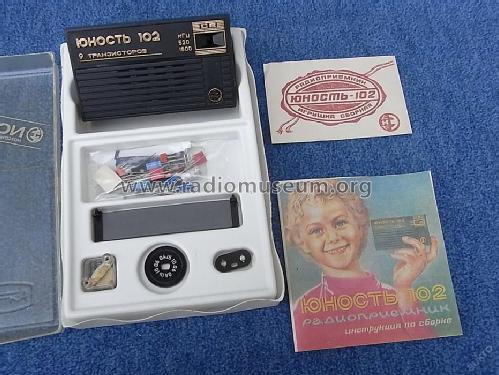 ЮНОСТЬ 102
9 ТРАНЗИСТОРОВ
КГЦ
520
1600
РАДИОПРИЕМНИК
ЮНОСТЬ-102
ИГРУШКА СБОРНАЯ
www.radiomuseum.org
ЮНОСТЬ 102
радиоприемник
инструкция по сборке